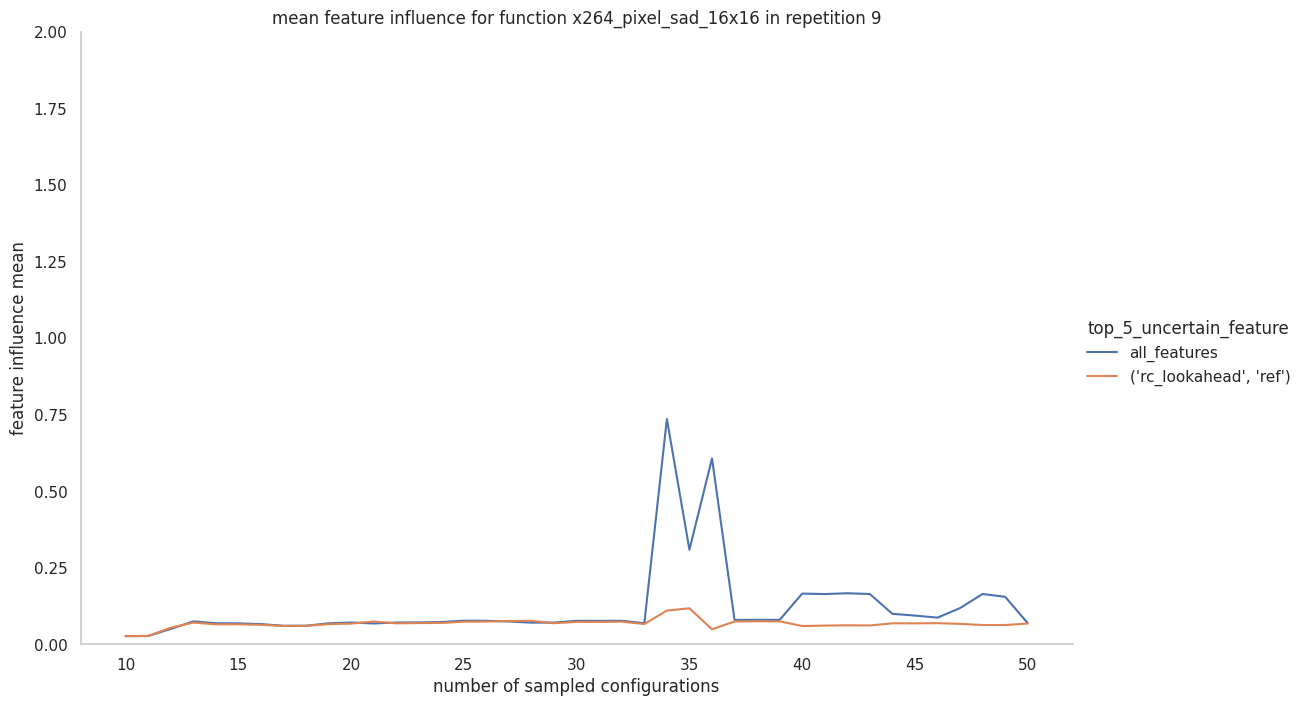 mean feature influence for function x264_pixel_sad_16x16 in repetition 9
2.00
1.75
1.50
1.25
1.00
0.75
0.50
0.25
0.00
feature influence mean
10 15 20 25 30 35 40 45 50
number of sampled configurations
top_5_uncertain_feature
all_features
('rc_lookahead', 'ref')